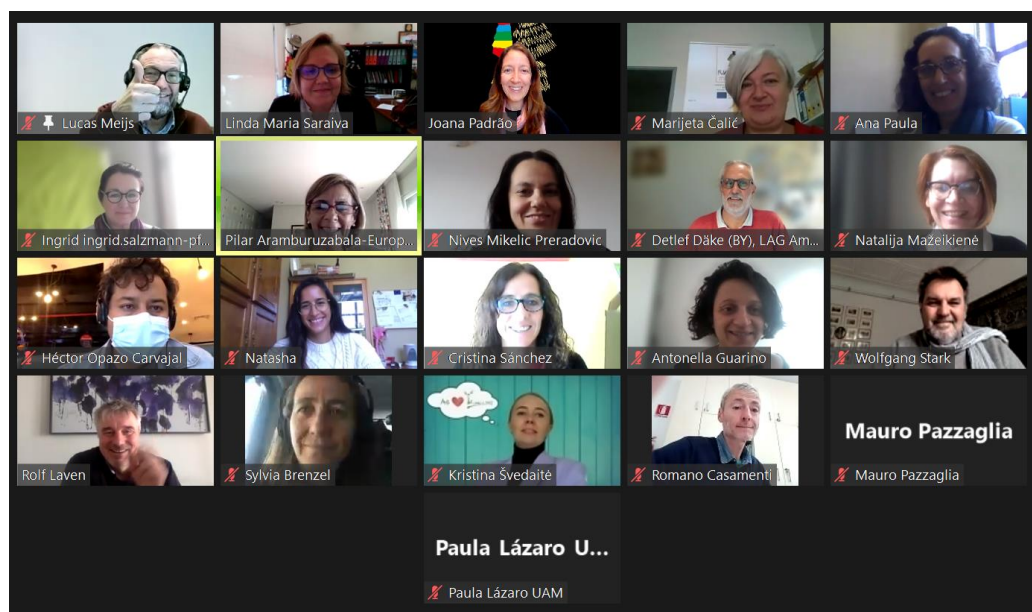 Lucas Meijs
Linda Maria Saraiva
Joana Padrão
Marijeta Čalić
Ana Paula
Ingrid ingrid.salzmann-pf...
Pilar Aramburuzabala-Europ...
Nives Mikelic Preradovic
Detlef Däke (BY), LAG Am...
Natalija Mažeikienė
Héctor Opazo Carvajal
Natasha
Cristina Sánchez
Antonella Guarino
Wolfgang Stark
Rolf Laven
Sylvia Brenzel
Kristina Švedaitė
Romano Casamenti
Mauro Pazzaglia
Mauro Pazzaglia
Paula Lázaro U...
Paula Lázaro UAM